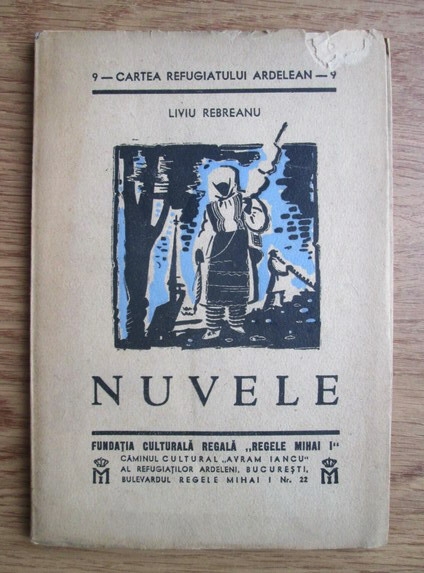 9 — CARTEA REFUGIATULUI ARDELEAN — 9
LIVIU REBREANU
NUVELE
FUNDAȚIA CULTURALĂ REGALĂ „REGELE MIHAI I"
CĂMINUL CULTURAL „AVRAM IANCU"
AL REFUGIAȚILOR ARDELENI, BUCUREȘTI,
BULEVARDUL REGELE MIHAI I Nr. 22